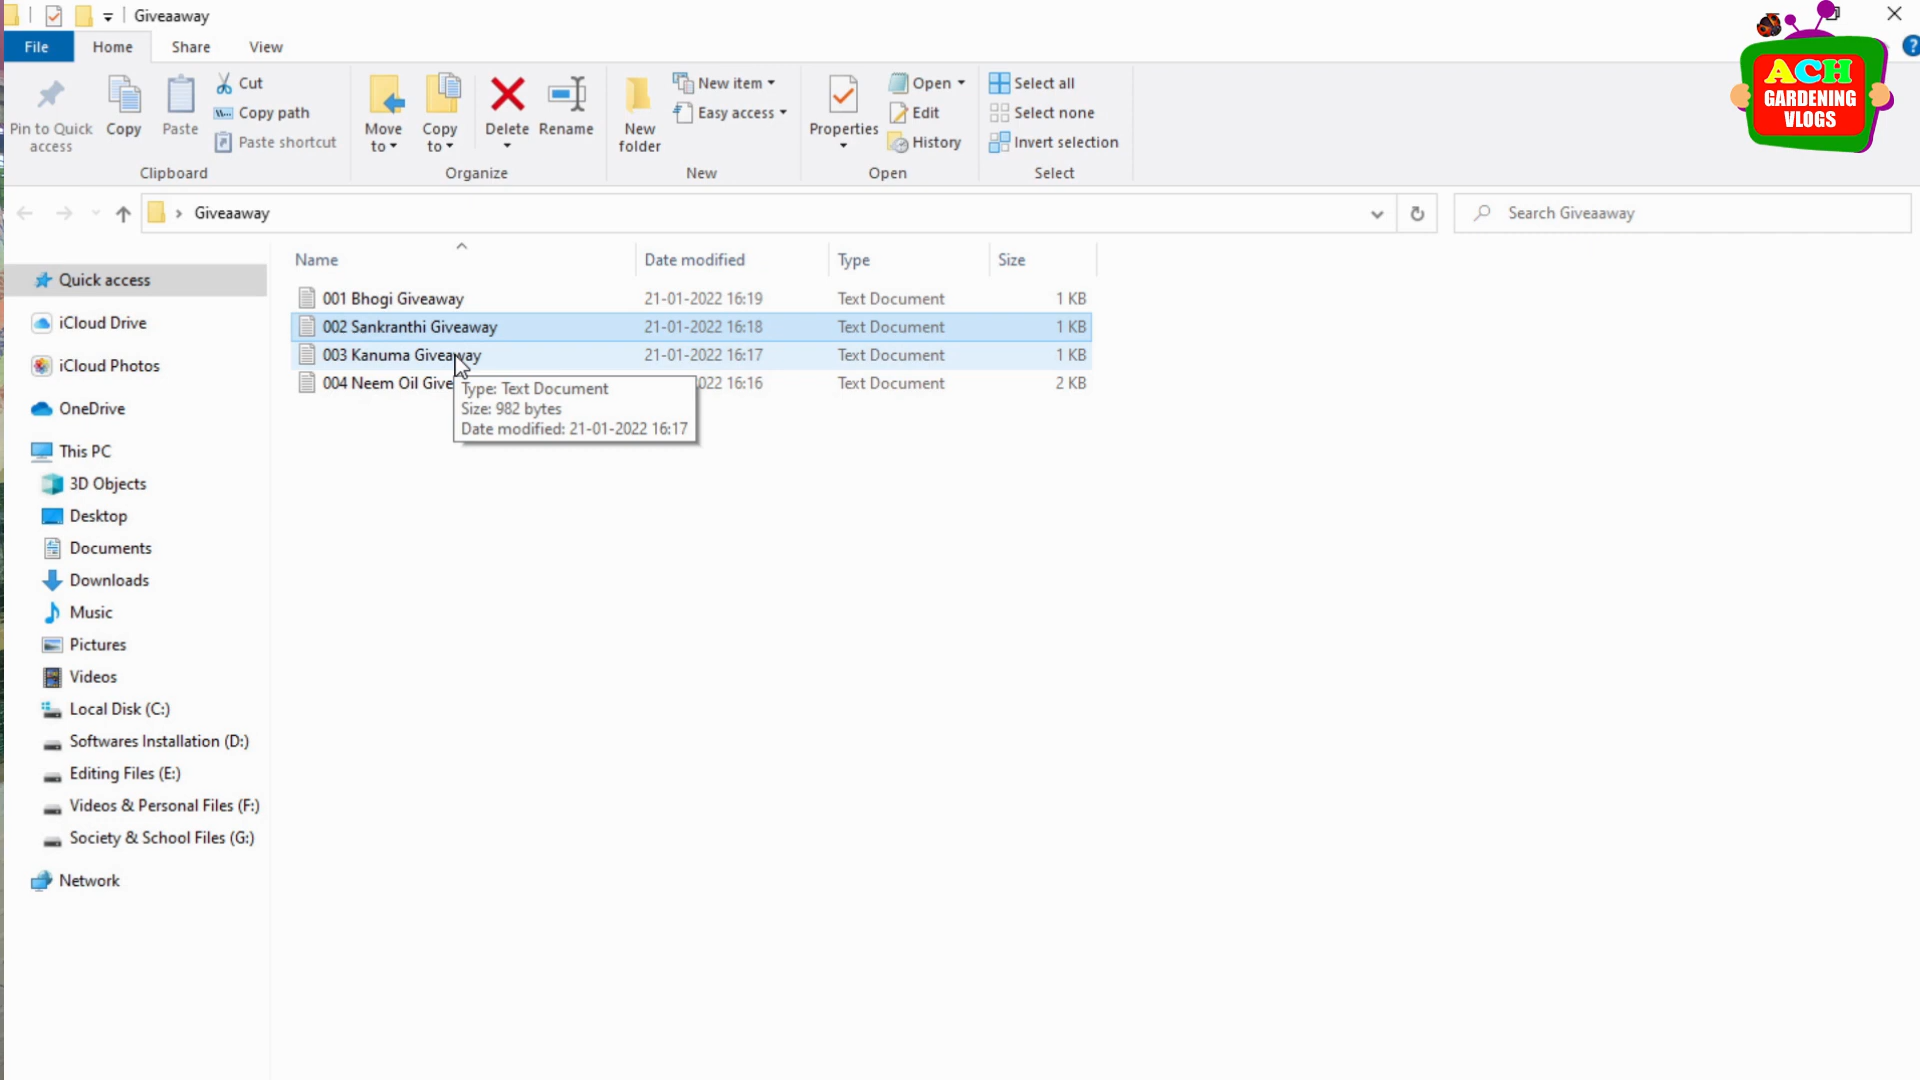 Giveaaway
File Home Share View
Pin to Quick access
Copy
Paste
Cut
Copy path
Paste shortcut
Clipboard
Move to
Copy to
Delete
Rename
Organize
New folder
New item
Easy access
New
Properties
Open
Edit
History
Open
Select all
Select none
Invert selection
Select
ACH
GARDENING
VLOGS
Giveaaway
Search Giveaaway
Name Date modified Type Size
001 Bhogi Giveaway 21-01-2022 16:19 Text Document 1 KB
002 Sankranthi Giveaway 21-01-2022 16:18 Text Document 1 KB
003 Kanuma Giveaway 21-01-2022 16:17 Text Document 1 KB
004 Neem Oil Give 022 16:16 Text Document 2 KB
Type: Text Document
Size: 982 bytes
Date modified: 21-01-2022 16:17
Quick access
iCloud Drive
iCloud Photos
OneDrive
This PC
3D Objects
Desktop
Documents
Downloads
Music
Pictures
Videos
Local Disk (C:)
Softwares Installation (D:)
Editing Files (E:)
Videos & Personal Files (F:)
Society & School Files (G:)
Network